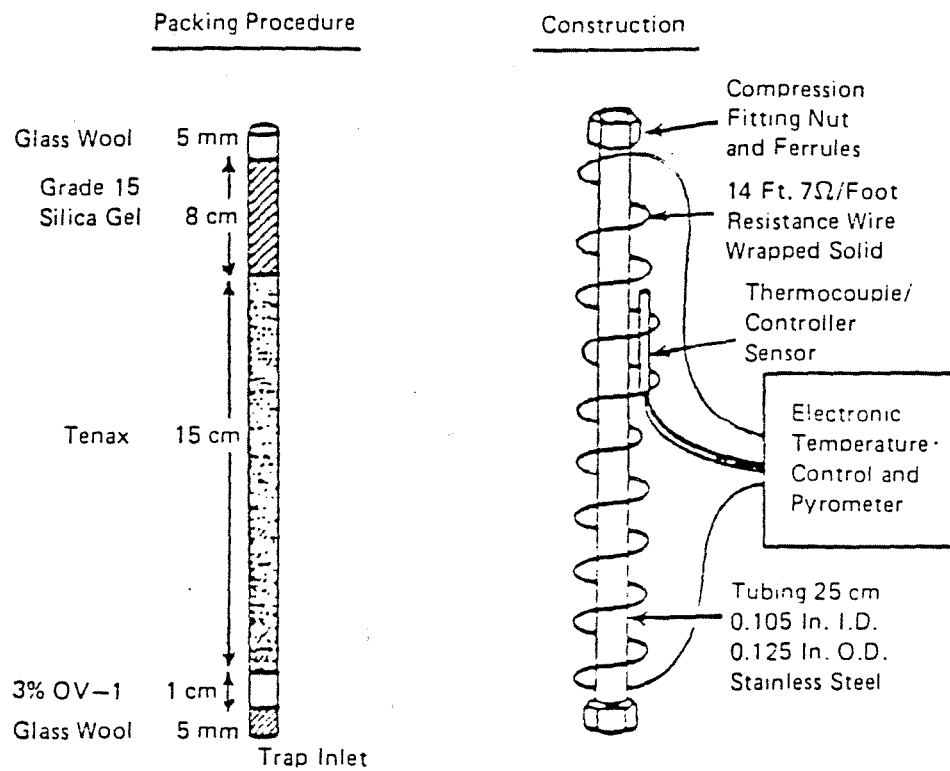 Packing Procedure
Construction
Glass Wool 5 mm
Grade 15
Silica Gel 8 cm
Tenax 15 cm
3% OV-1 1 cm
Glass Wool 5 mm
Trap Inlet
Compression
Fitting Nut
and Ferrules
14 Ft. 7Ω/Foot
Resistance Wire
Wrapped Solid
Thermocouple/
Controller
Sensor
Electronic
Temperature
Control and
Pyrometer
Tubing 25 cm
0.105 In. I.D.
0.125 In. O.D.
Stainless Steel